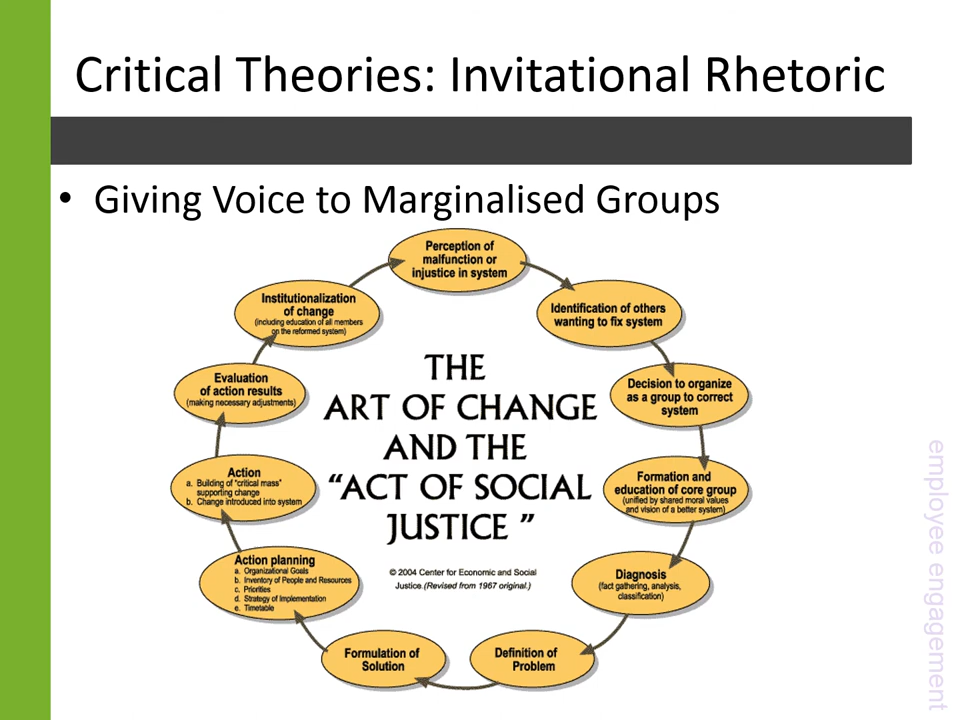 Critical Theories: Invitational Rhetoric
• Giving Voice to Marginalised Groups
Perception of
malfunction or
injustice in system
Identification of others
wanting to fix system
Decision to organize
as a group to correct
system
Formation and
education of core group
(unified by shared moral values
and vision of a better system)
Diagnosis
(fact gathering, analysis,
classification)
Definition of
Problem
Formulation of
Solution
Action planning
a. Organizational Goals
b. Inventory of People and Resources
c. Priorities
d. Strategy of Implementation
e. Timetable
Action
a. Building of "critical mass"
supporting change
b. Change introduced into system
Evaluation
of action results
(making necessary adjustments)
Institutionalization
of change
(including education of all members
on the reformed system)
THE
ART OF CHANGE
AND THE
“ACT OF SOCIAL
JUSTICE ”
© 2004 Center for Economic and Social
Justice.(Revised from 1967 original.)
employee engagement